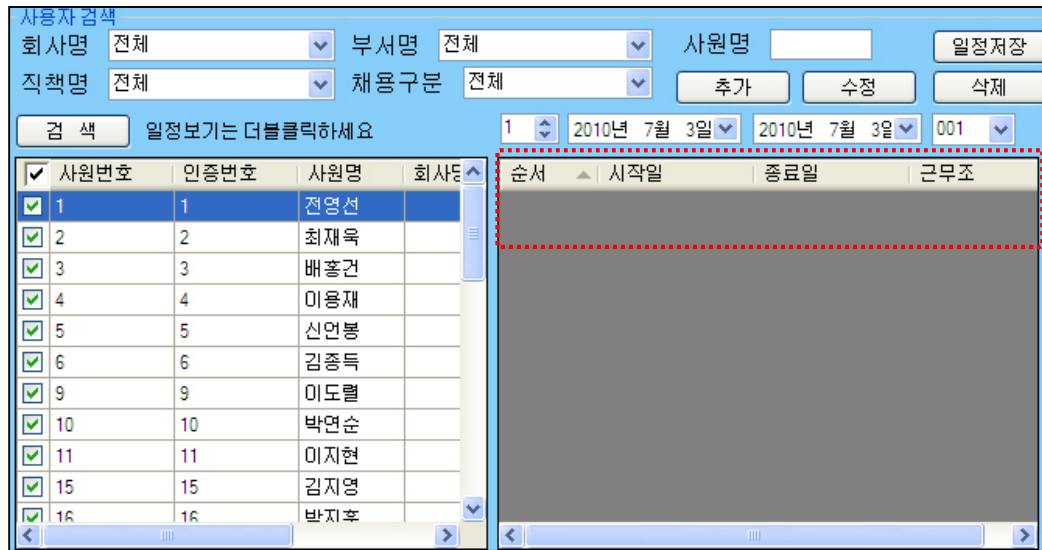 사용자 검색
회사명 전체 부서명 전체 사원명 일정저장
직책명 전체 채용구분 전체 추가 수정 삭제
검 색 일정보기는 더블클릭하세요 1 2010년 7월 3일 2010년 7월 3일 001
사원번호 인증번호 사원명 회사명 순서 시작일 종료일 근무조
1 1 전영선
2 2 최재욱
3 3 배홍건
4 4 이용재
5 5 신언봉
6 6 김종득
9 9 이도렬
10 10 박연순
11 11 이지현
15 15 김지영
16 16 박지훈